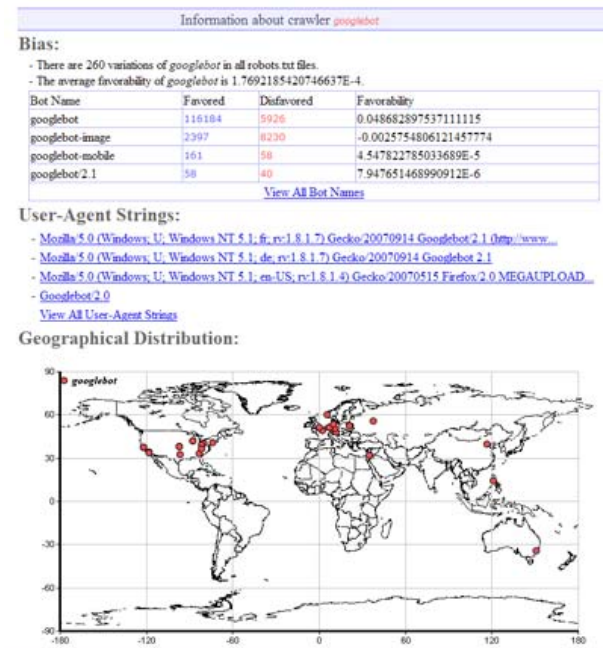 Information about crawler googlebot
Bias:
- There are 260 variations of googlebot in all robots.txt files.
- The average favorability of googlebot is 1.7692185420746637E-4.
Bot Name Favored Disfavored Favorability
googlebot 116184 5926 0.048682897537111115
googlebot-image 2397 8230 -0.0025754806121457774
googlebot-mobile 161 58 4.547822785033689E-5
googlebot/2.1 58 40 7.947651468990912E-6
View All Bot Names
User-Agent Strings:
- Mozilla/5.0 (Windows; U; Windows NT 5.1; fr; rv:1.8.1.7) Gecko/20070914 Googlebot/2.1 (http://www...
- Mozilla/5.0 (Windows; U; Windows NT 5.1; de; rv:1.8.1.7) Gecko/20070914 Googlebot 2.1
- Mozilla/5.0 (Windows; U; Windows NT 5.1; en-US; rv:1.8.1.4) Gecko/20070515 Firefox/2.0 MEGAUPLOAD...
- Googlebot/2.0
View All User-Agent Strings
Geographical Distribution:
90
googlebot
60
30
0
-30
-60
-90
-180 -120 -60 0 60 120 180